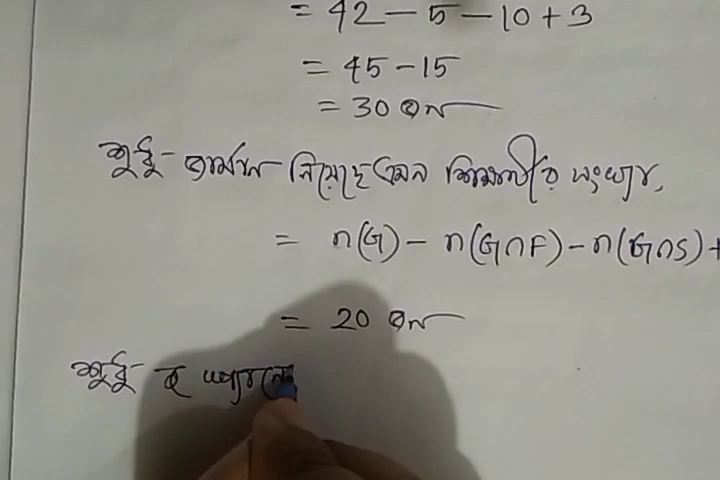 = 42 - 5 - 10 + 3
= 45 - 15
= 30 জন
শুধু জার্মান নিয়েছে এমন শিক্ষার্থীর সংখ্যা,
= n(G) - n(G∩F) - n(G∩S) +
= 20 জন
শুধু স্প্যানে